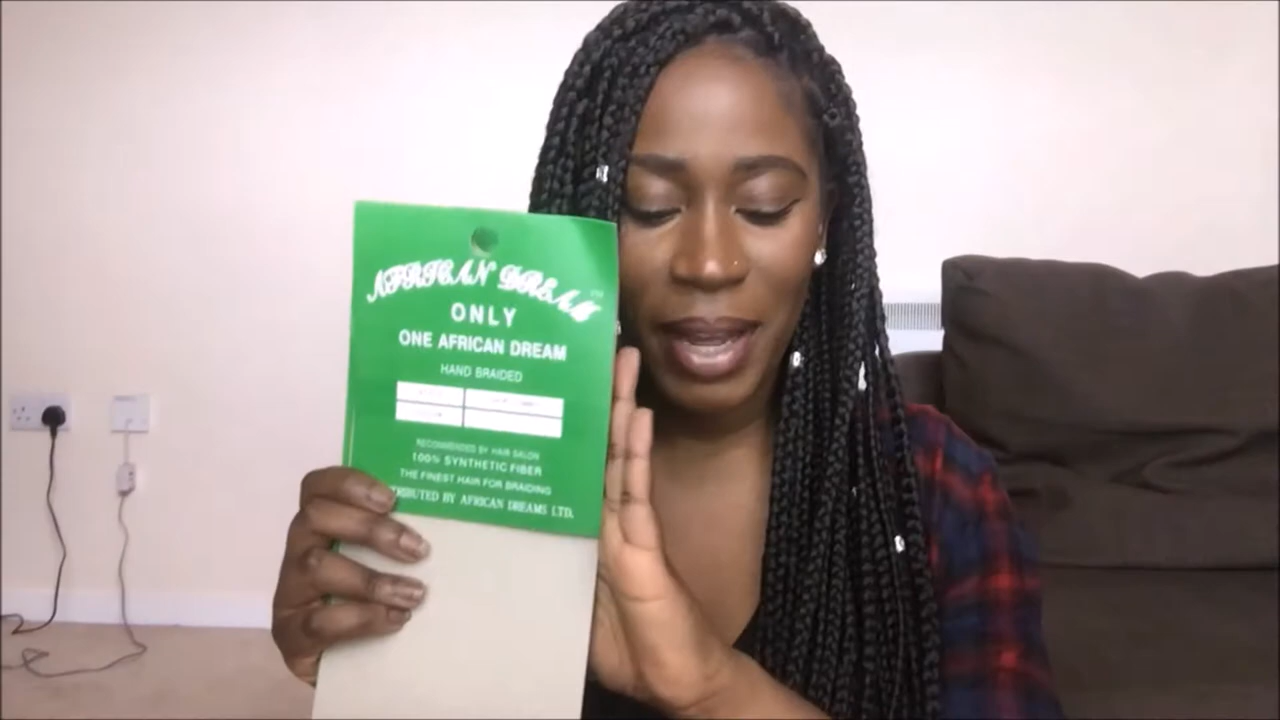 AFRICAN DREAM
ONLY
ONE AFRICAN DREAM
HAND BRAIDED
RECOMMENDED BY HAIR SALON
100% SYNTHETIC FIBER
THE FINEST HAIR FOR BRAIDING
TRIBUTED BY AFRICAN DREAMS LTD.